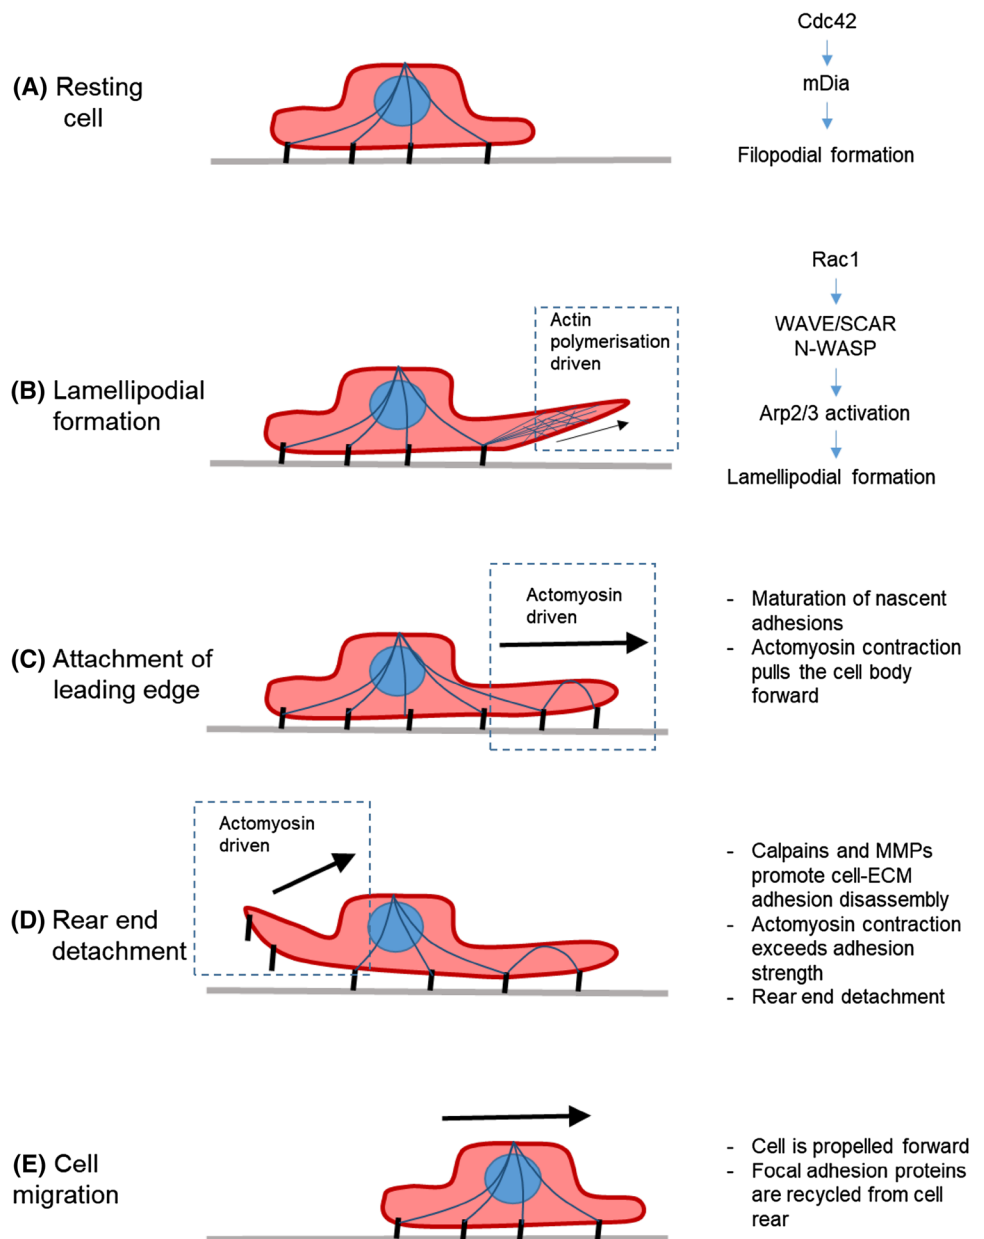 (A) Resting
cell
Cdc42
mDia
Filopodial formation
(B) Lamellipodial
formation
Actin
polymerisation
driven
Rac1
WAVE/SCAR
N-WASP
Arp2/3 activation
Lamellipodial formation
(C) Attachment of
leading edge
Actomyosin
driven
- Maturation of nascent
adhesions
- Actomyosin contraction
pulls the cell body
forward
(D) Rear end
detachment
Actomyosin
driven
- Calpains and MMPs
promote cell-ECM
adhesion disassembly
- Actomyosin contraction
exceeds adhesion
strength
- Rear end detachment
(E) Cell
migration
- Cell is propelled forward
- Focal adhesion proteins
are recycled from cell
rear